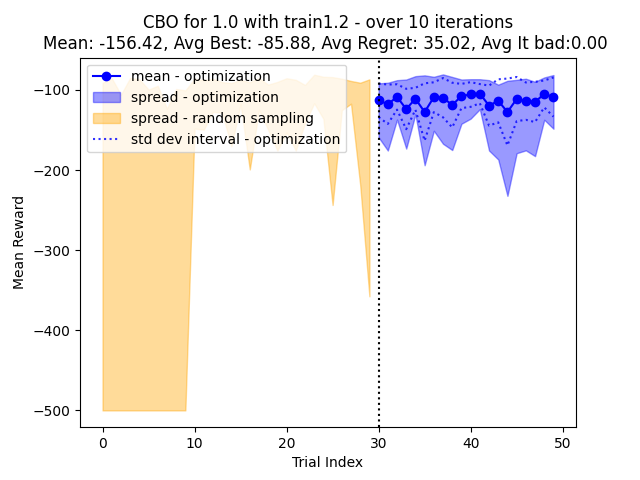 CBO for 1.0 with train1.2 - over 10 iterations
Mean: -156.42, Avg Best: -85.88, Avg Regret: 35.02, Avg It bad:0.00
mean - optimization
spread - optimization
spread - random sampling
std dev interval - optimization
Mean Reward
−100
−200
−300
−400
−500
0 10 20 30 40 50
Trial Index